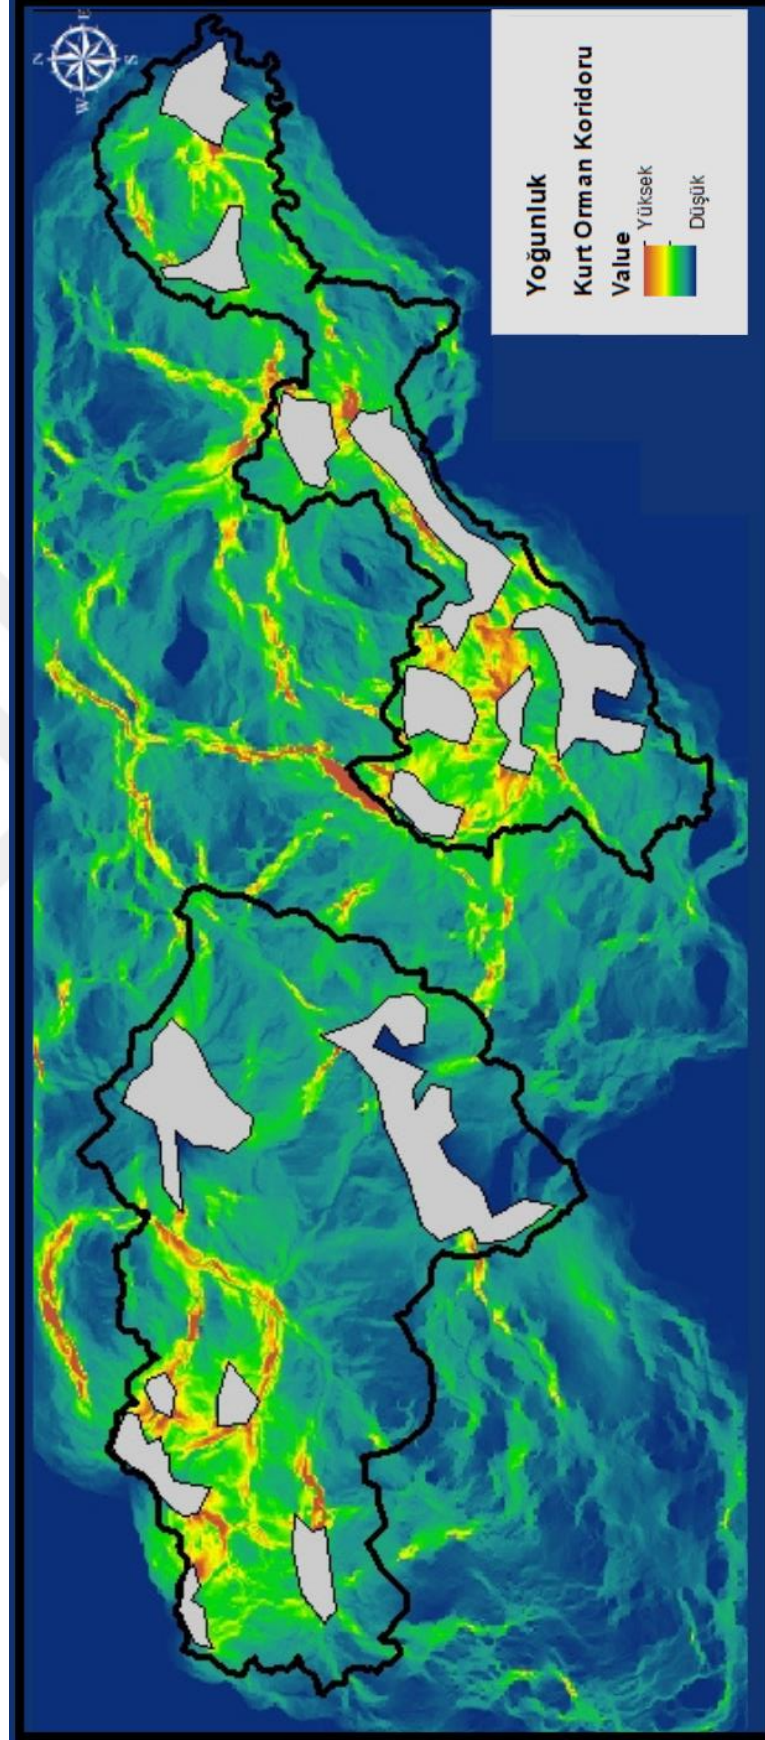 N
E
S
W
Yoğunluk
Kurt Orman Koridoru
Value
Yüksek
Düşük